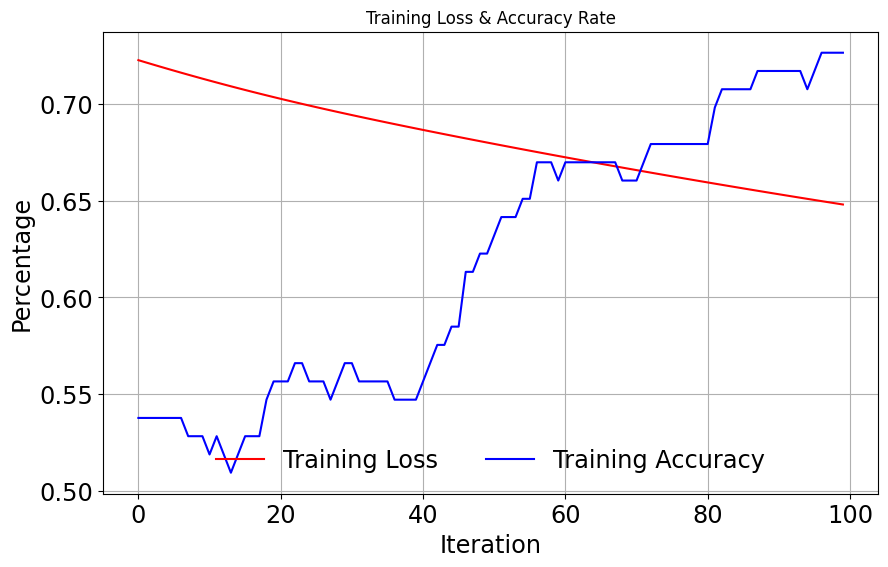 Training Loss & Accuracy Rate
Percentage
0.70
0.65
0.60
0.55
0.50
Training Loss Training Accuracy
0 20 40 60 80 100
Iteration